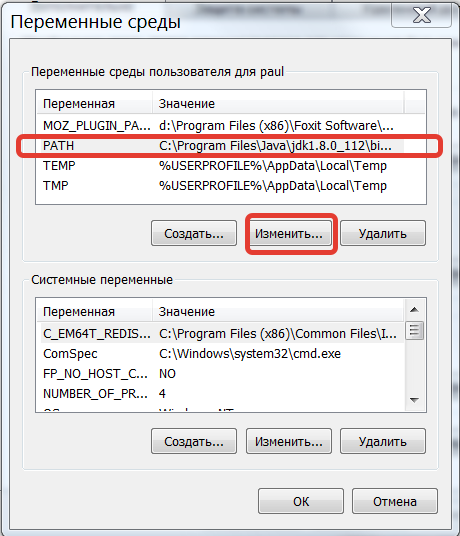 Переменные среды
Переменные среды пользователя для paul
Переменная Значение
MOZ_PLUGIN_PA... d:\Program Files (x86)\Foxit Software\...
PATH C:\Program Files\Java\jdk1.8.0_112\bi...
TEMP %USERPROFILE%\AppData\Local\Temp
TMP %USERPROFILE%\AppData\Local\Temp
Создать... Изменить... Удалить
Системные переменные
Переменная Значение
C_EM64T_REDIS... C:\Program Files (x86)\Common Files\I...
ComSpec C:\Windows\system32\cmd.exe
FP_NO_HOST_C... NO
NUMBER_OF_PR... 4
Создать... Изменить... Удалить
ОК Отмена